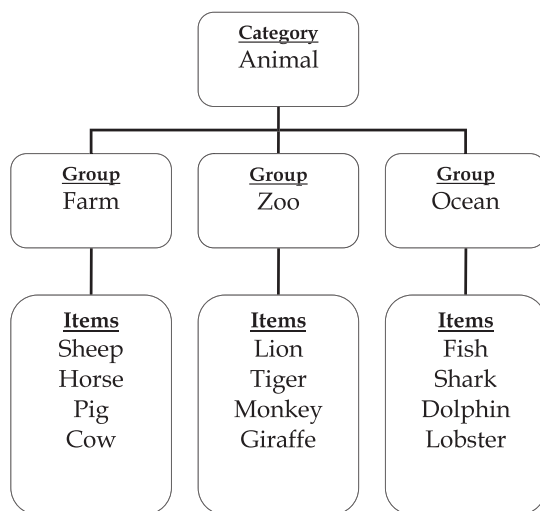 Category
Animal
Group
Farm
Group
Zoo
Group
Ocean
Items
Sheep
Horse
Pig
Cow
Items
Lion
Tiger
Monkey
Giraffe
Items
Fish
Shark
Dolphin
Lobster